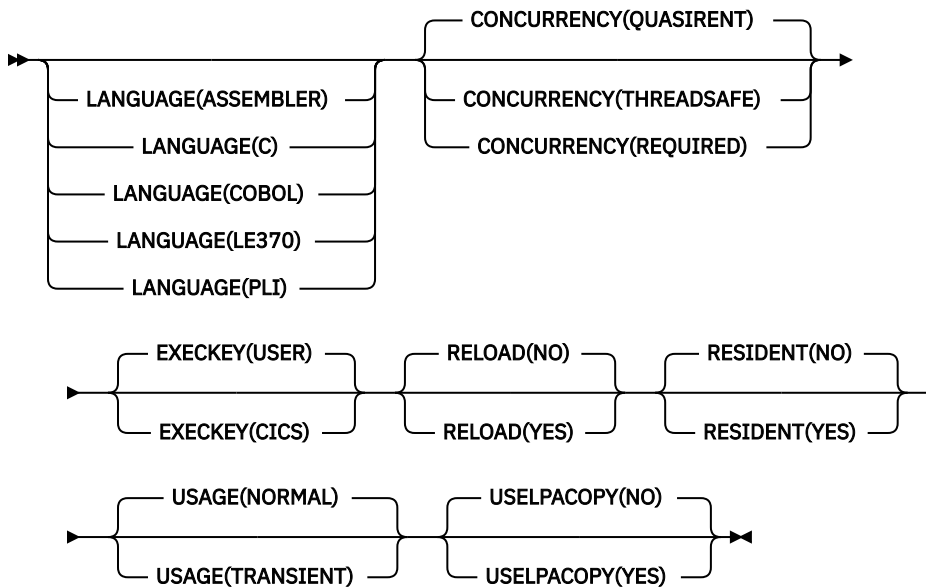 CONCURRENCY(QUASIRENT)
LANGUAGE(ASSEMBLER) CONCURRENCY(THREADSAFE)
LANGUAGE(C) CONCURRENCY(REQUIRED)
LANGUAGE(COBOL)
LANGUAGE(LE370)
LANGUAGE(PLI)
EXECKEY(USER) RELOAD(NO) RESIDENT(NO)
EXECKEY(CICS) RELOAD(YES) RESIDENT(YES)
USAGE(NORMAL) USELPACOPY(NO)
USAGE(TRANSIENT) USELPACOPY(YES)